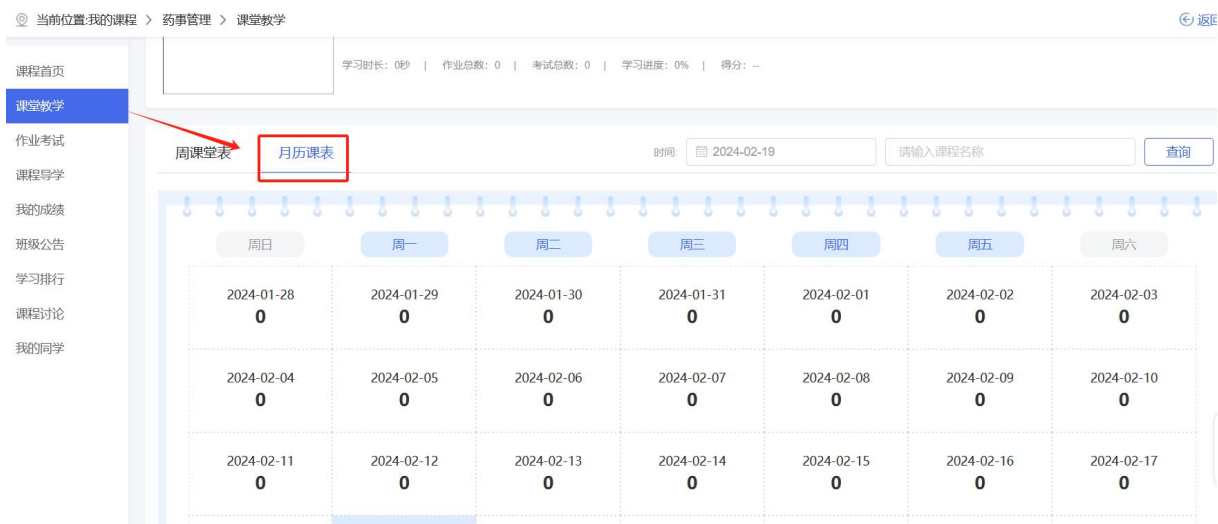 当前位置:我的课程 > 药事管理 > 课堂教学
返回
课程首页
课堂教学
作业考试
课程导学
我的成绩
班级公告
学习排行
课程讨论
我的同学
学习时长: 0秒 | 作业总数: 0 | 考试总数: 0 | 学习进度: 0% | 得分: --
周课堂表 月历课表 时间: 2024-02-19 请输入课程名称 查询
周日 周一 周二 周三 周四 周五 周六
2024-01-28 2024-01-29 2024-01-30 2024-01-31 2024-02-01 2024-02-02 2024-02-03
0 0 0 0 0 0 0
2024-02-04 2024-02-05 2024-02-06 2024-02-07 2024-02-08 2024-02-09 2024-02-10
0 0 0 0 0 0 0
2024-02-11 2024-02-12 2024-02-13 2024-02-14 2024-02-15 2024-02-16 2024-02-17
0 0 0 0 0 0 0